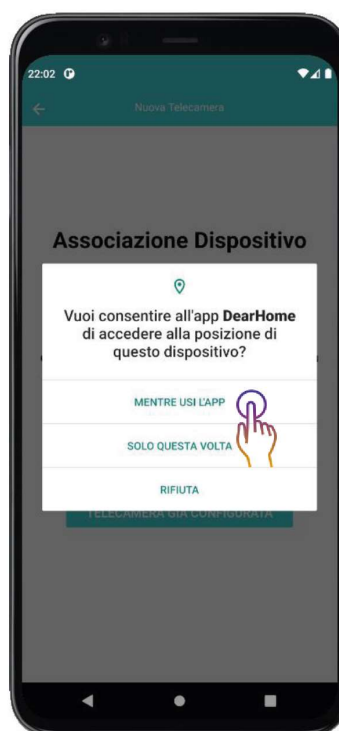 22:02
Nuova Telecamera
Associazione Dispositivo
Vuoi consentire all'app DearHome
di accedere alla posizione di
questo dispositivo?
MENTRE USI L'APP
SOLO QUESTA VOLTA
RIFIUTA
TELECAMERA GIÀ CONFIGURATA